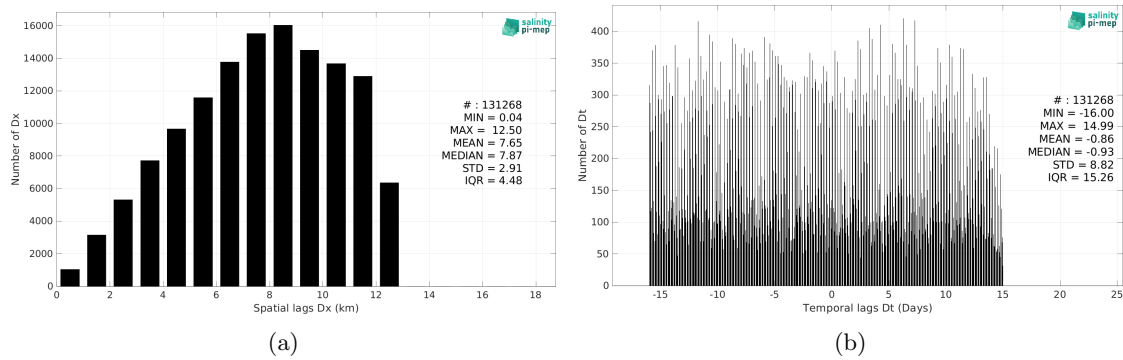 16000
14000
12000
10000
8000
6000
4000
2000
0
Number of Dx
0 2 4 6 8 10 12 14 16 18
Spatial lags Dx (km)
salinity
pi-mep
# : 131268
MIN = 0.04
MAX = 12.50
MEAN = 7.65
MEDIAN = 7.87
STD = 2.91
IQR = 4.48
(a)
400
350
300
250
200
150
100
50
0
Number of Dt
-15 -10 -5 0 5 10 15 20 25
Temporal lags Dt (Days)
salinity
pi-mep
# : 131268
MIN = -16.00
MAX = 14.99
MEAN = -0.86
MEDIAN = -0.93
STD = 8.82
IQR = 15.26
(b)